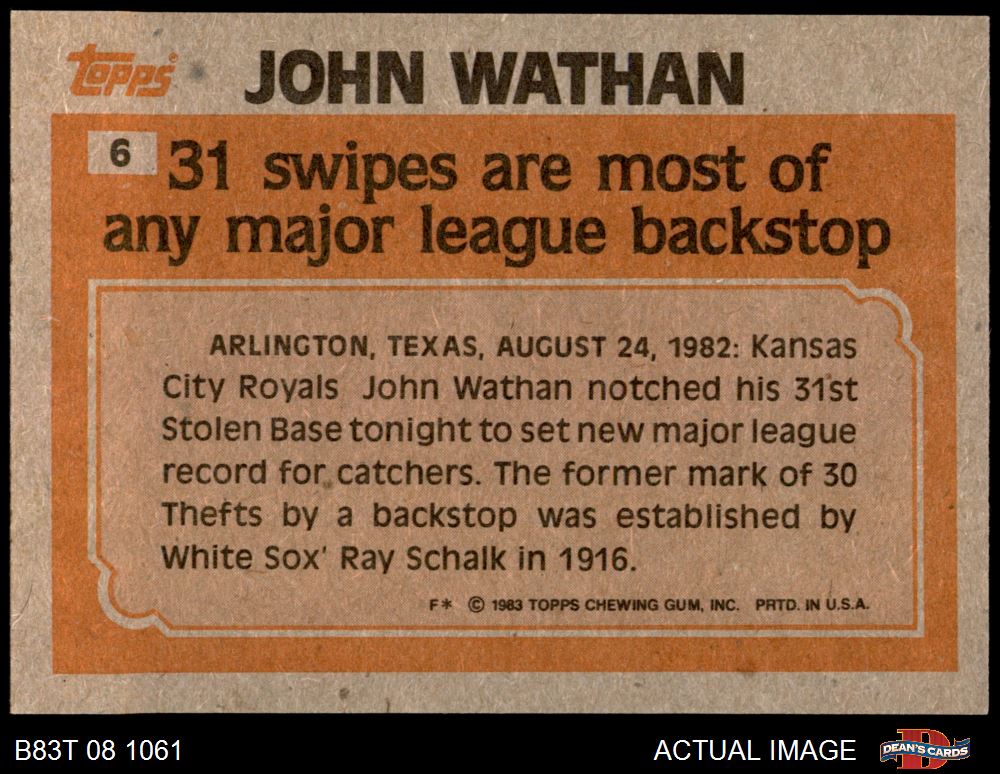 Topps
JOHN WATHAN
6
31 swipes are most of
any major league backstop
ARLINGTON, TEXAS, AUGUST 24, 1982: Kansas
City Royals John Wathan notched his 31st
Stolen Base tonight to set new major league
record for catchers. The former mark of 30
Thefts by a backstop was established by
White Sox' Ray Schalk in 1916.
F* © 1983 TOPPS CHEWING GUM, INC. PRTD. IN U.S.A.
B83T 08 1061
ACTUAL IMAGE
DEAN'S CARDS